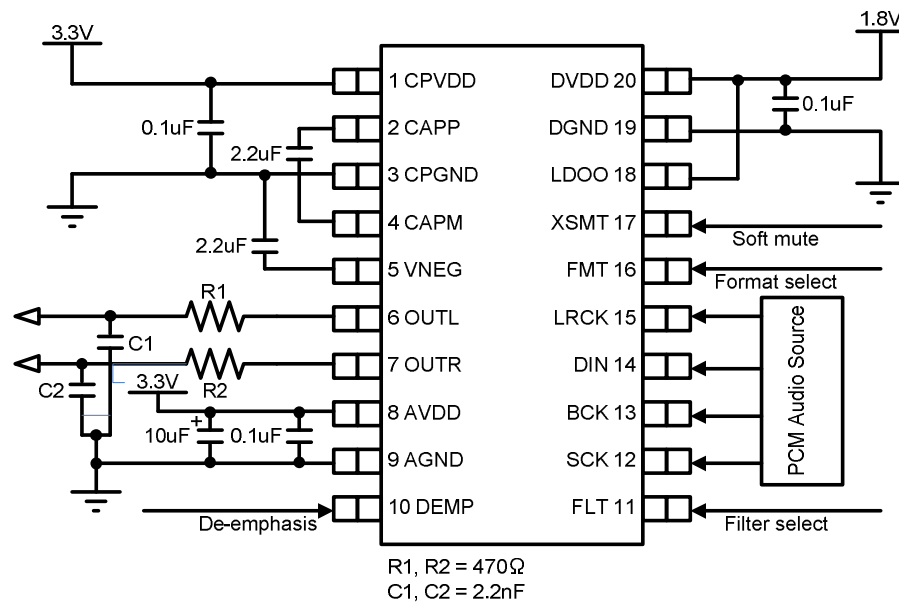 3.3V
1.8V
1 CPVDD
DVDD 20
0.1uF
0.1uF
2 CAPP
DGND 19
2.2uF
3 CPGND
LDOO 18
4 CAPM
XSMT 17
Soft mute
2.2uF
5 VNEG
FMT 16
Format select
R1
6 OUTL
LRCK 15
C1
PCM Audio Source
7 OUTR
DIN 14
C2
R2
3.3V
8 AVDD
BCK 13
10uF
+
0.1uF
9 AGND
SCK 12
10 DEMP
FLT 11
De-emphasis
Filter select
R1, R2 = 470Ω
C1, C2 = 2.2nF